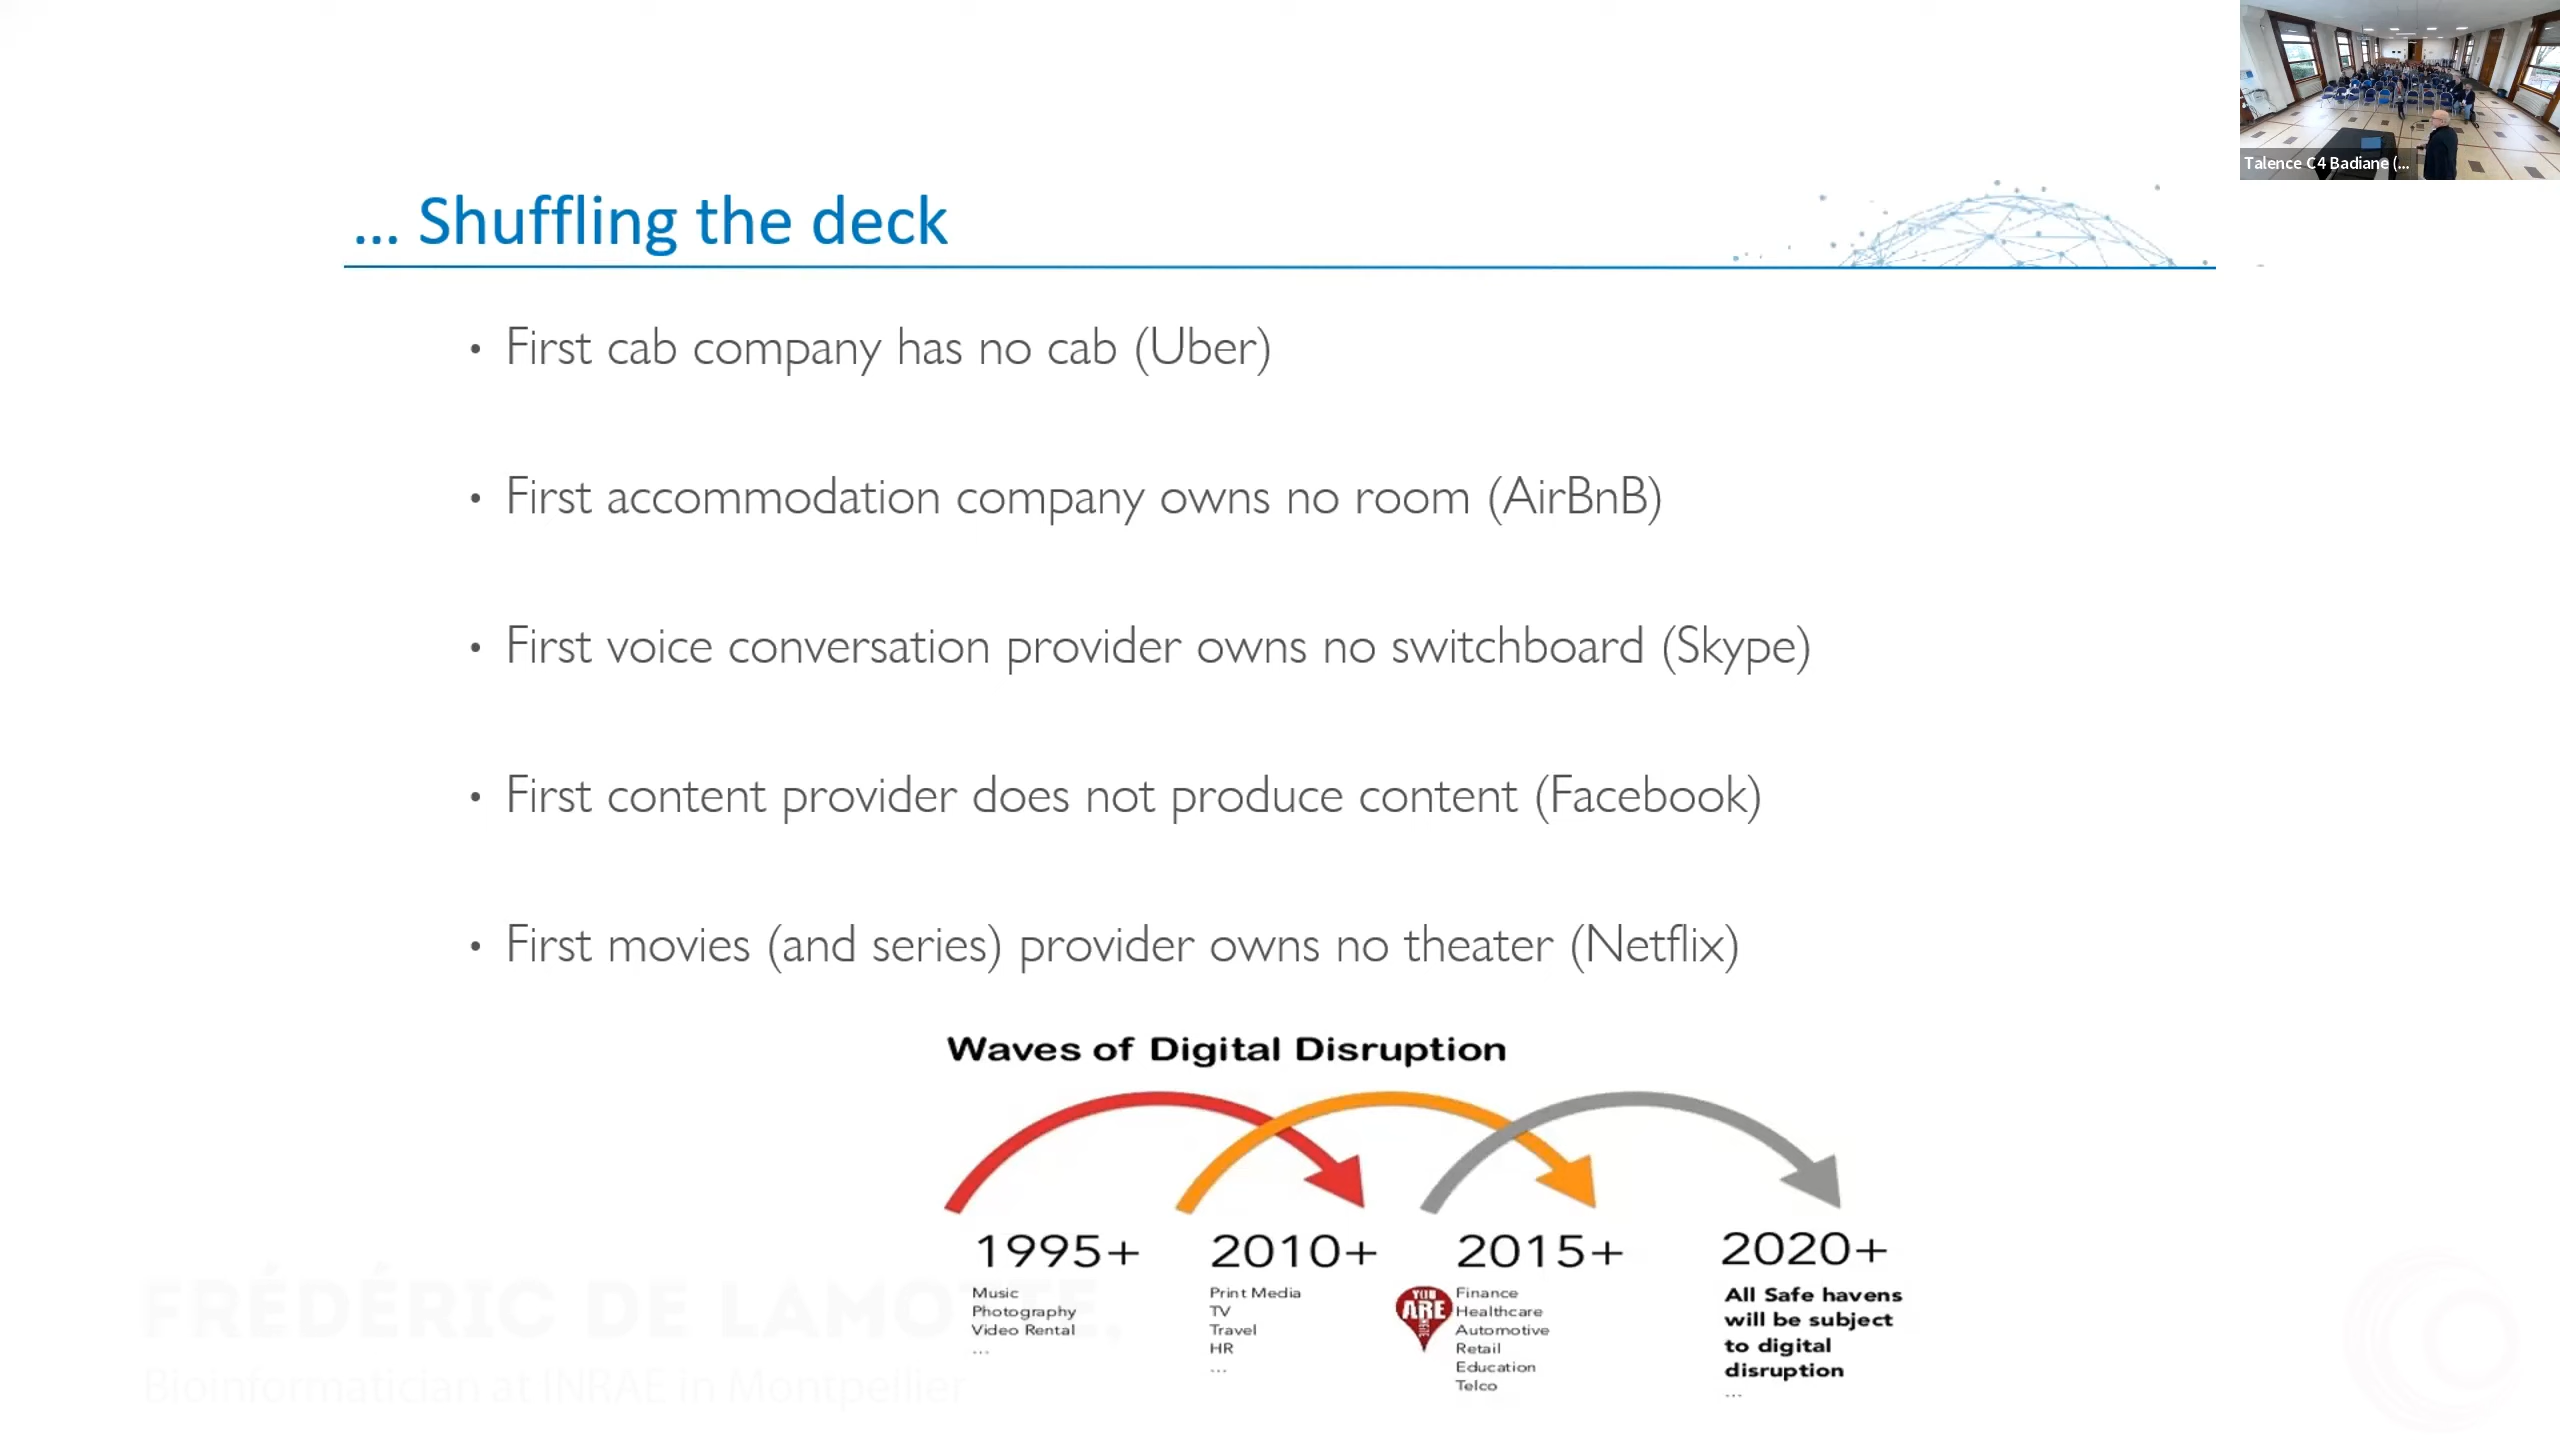 Talence C4 Badiane (...
... Shuffling the deck
• First cab company has no cab (Uber)
• First accommodation company owns no room (AirBnB)
• First voice conversation provider owns no switchboard (Skype)
• First content provider does not produce content (Facebook)
• First movies (and series) provider owns no theater (Netflix)
Waves of Digital Disruption
1995+
Music
Photography
Video Rental
...
2010+
Print Media
TV
Travel
HR
...
2015+
YOU
ARE
HERE
Finance
Healthcare
Automotive
Retail
Education
Telco
2020+
All Safe havens
will be subject
to digital
disruption
...
FRÉDÉRIC DE LAMOTTE.
Bioinformatician at INRAE in Montpellier